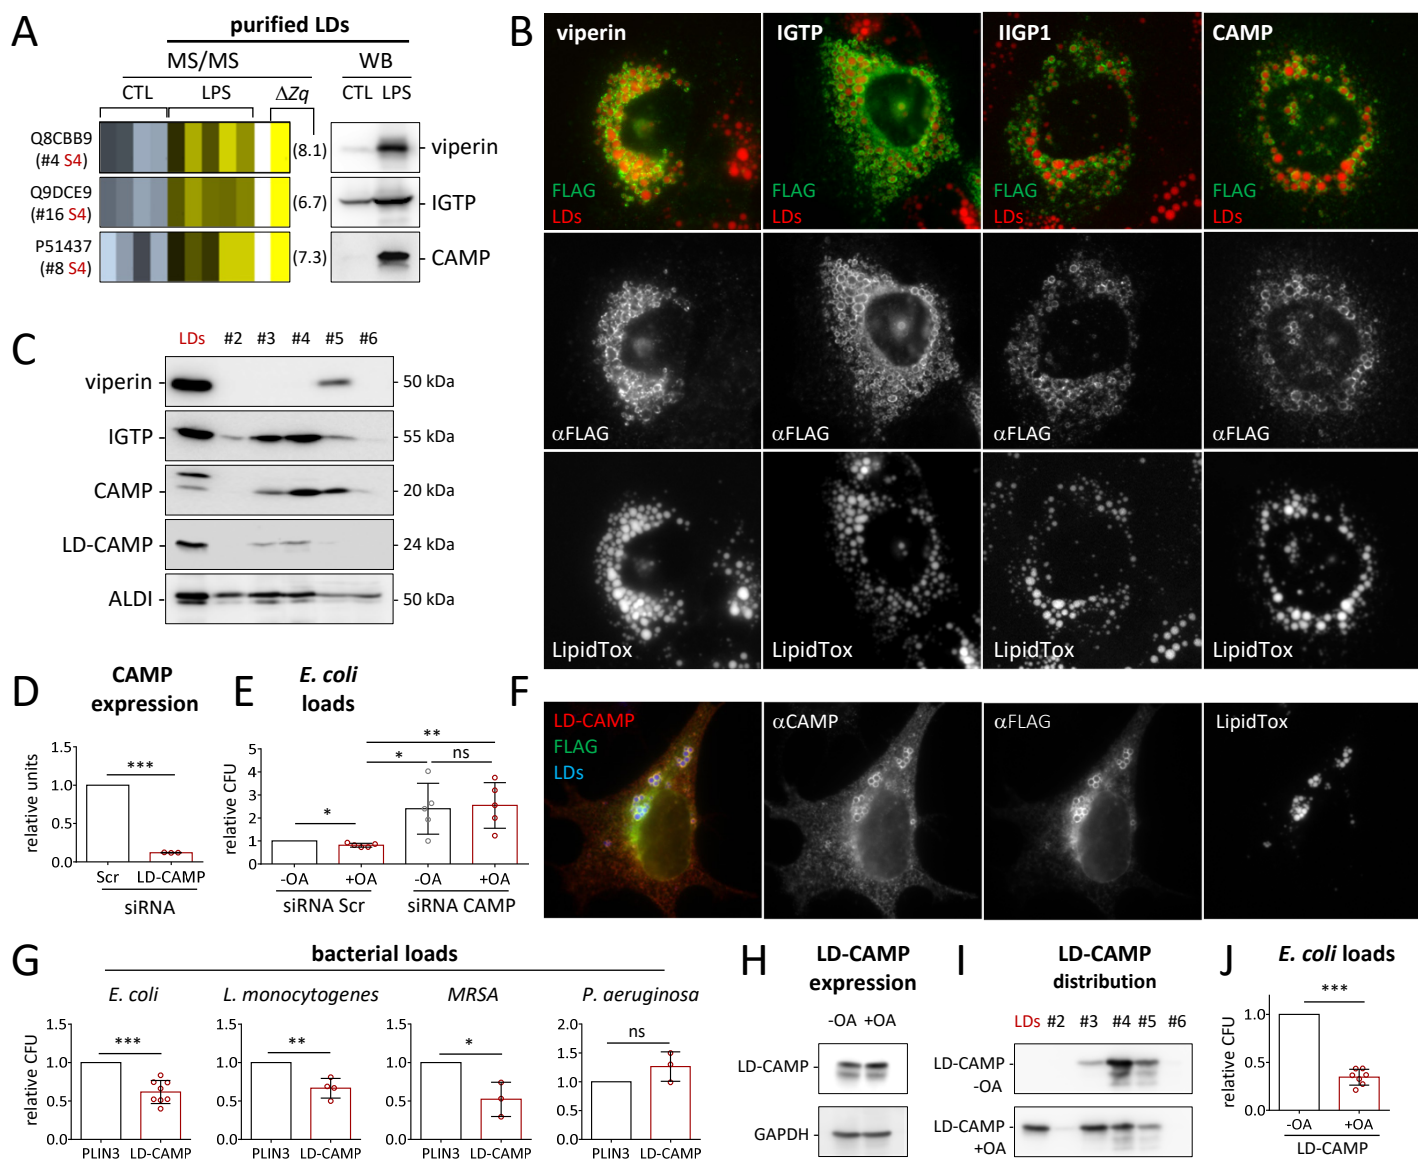 A
purified LDs
MS/MS
WB
CTL
LPS
ΔZq
CTL LPS
Q8CBB9
(#4 S4)
(8.1)
viperin
Q9DCE9
(#16 S4)
(6.7)
IGTP
P51437
(#8 S4)
(7.3)
CAMP
B
viperin
IGTP
IIGP1
CAMP
FLAG
LDs
FLAG
LDs
FLAG
LDs
FLAG
LDs
αFLAG
αFLAG
αFLAG
αFLAG
LipidTox
LipidTox
LipidTox
LipidTox
C
LDs #2 #3 #4 #5 #6
viperin
50 kDa
IGTP
55 kDa
CAMP
20 kDa
LD-CAMP
24 kDa
ALDI
50 kDa
D
CAMP
expression
relative units
1.5
1.0
0.5
0.0
***
Scr LD-CAMP
siRNA
E
E. coli
loads
relative CFU
5
4
3
2
1
0
*
*
**
ns
-OA +OA -OA +OA
siRNA Scr siRNA CAMP
F
LD-CAMP
FLAG
LDs
αCAMP
αFLAG
LipidTox
G
bacterial loads
E. coli
relative CFU
1.5
1.0
0.5
0.0
***
PLIN3 LD-CAMP
L. monocytogenes
1.5
1.0
0.5
0.0
**
PLIN3 LD-CAMP
MRSA
1.5
1.0
0.5
0.0
*
PLIN3 LD-CAMP
P. aeruginosa
2.0
1.5
1.0
0.5
0.0
ns
PLIN3 LD-CAMP
H
LD-CAMP
expression
-OA +OA
LD-CAMP
GAPDH
I
LD-CAMP
distribution
LDs #2 #3 #4 #5 #6
LD-CAMP
-OA
LD-CAMP
+OA
J
E. coli loads
relative CFU
1.0
0.5
0.0
***
-OA +OA
LD-CAMP